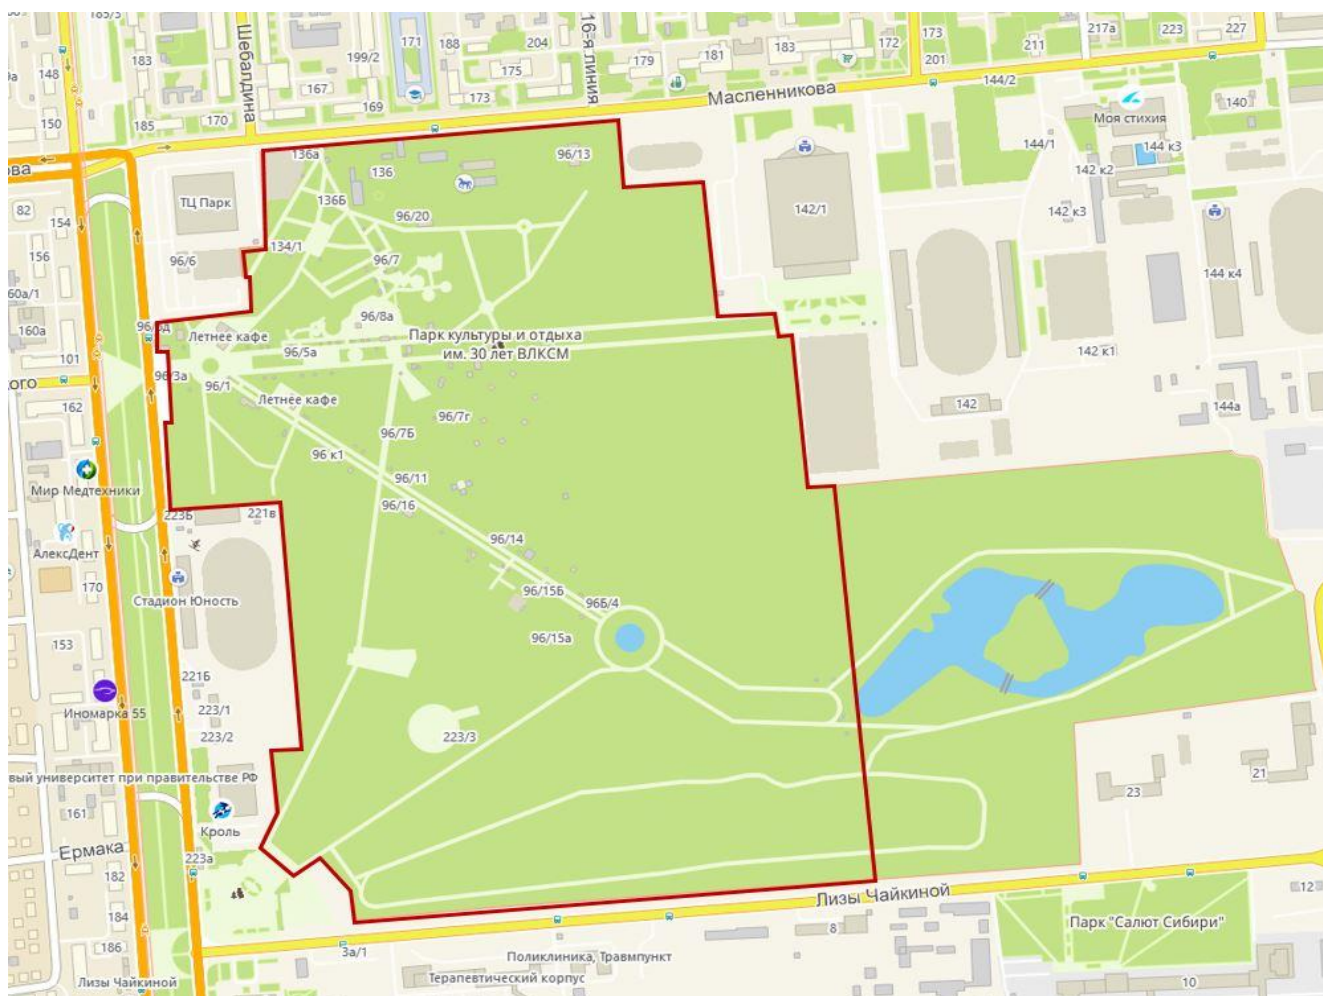 185/3
Шебалдина
171
188
204
16-я линия
183
172
173
217а
223
227
148
183
199/2
179
181
201
211
175
167
173
169
144/2
Масленникова
150
185
170
Моя стихия
140
136а
96/13
144/1
144 к3
ова
136
142 к2
82
ТЦ Парк
136Б
154
96/20
142/1
142 к3
156
134/1
96/6
96/7
144 к4
60а/1
160а
96/8а
Летнее кафе
Парк культуры и отдыха
им. 30 лет ВЛКСМ
96/5а
101
142 к1
96/3а
96/1
ого
162
Летнее кафе
96/7г
142
144а
96/7Б
96 к1
96/11
Мир Медтехники
96/16
223Б
221в
АлексДент
96/14
170
96/15Б
Стадион Юность
96Б/4
153
96/15а
221Б
Иномарка 55
223/1
223/2
223/3
вый университет при правительстве РФ
21
161
23
Кроль
Ермака
223а
182
Лизы Чайкиной
12
184
Парк "Салют Сибири"
186
3а/1
8
Поликлиника, Травмпункт
Лизы Чайкиной
Терапевтический корпус
10